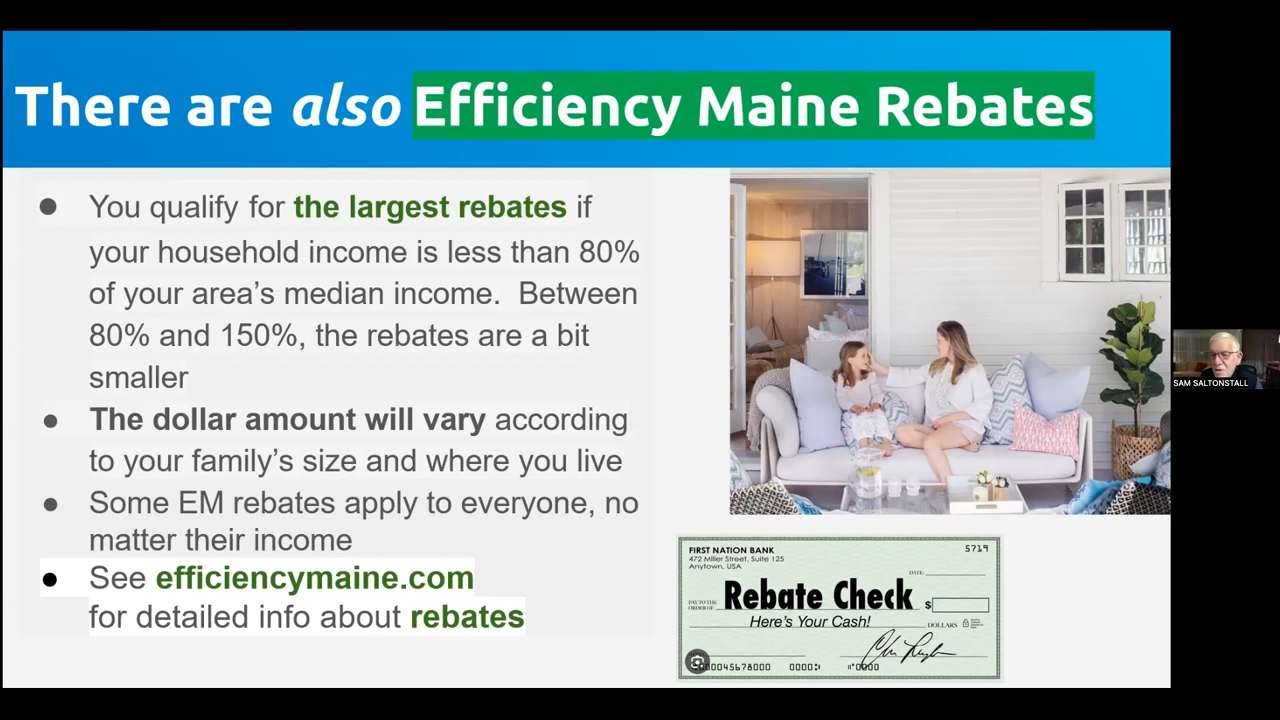 There are also Efficiency Maine Rebates
● You qualify for the largest rebates if
your household income is less than 80%
of your area’s median income.  Between
80% and 150%, the rebates are a bit
smaller
● The dollar amount will vary according
to your family’s size and where you live
● Some EM rebates apply to everyone, no
matter their income
● See efficiencymaine.com
for detailed info about rebates
SAM SALTONSTALL
FIRST NATION BANK
5719
472 Miller Street, Suite 125
Anytown, USA
DATE:
PAY TO THE
ORDER OF:
Rebate Check
$
Here’s Your Cash!
DOLLARS